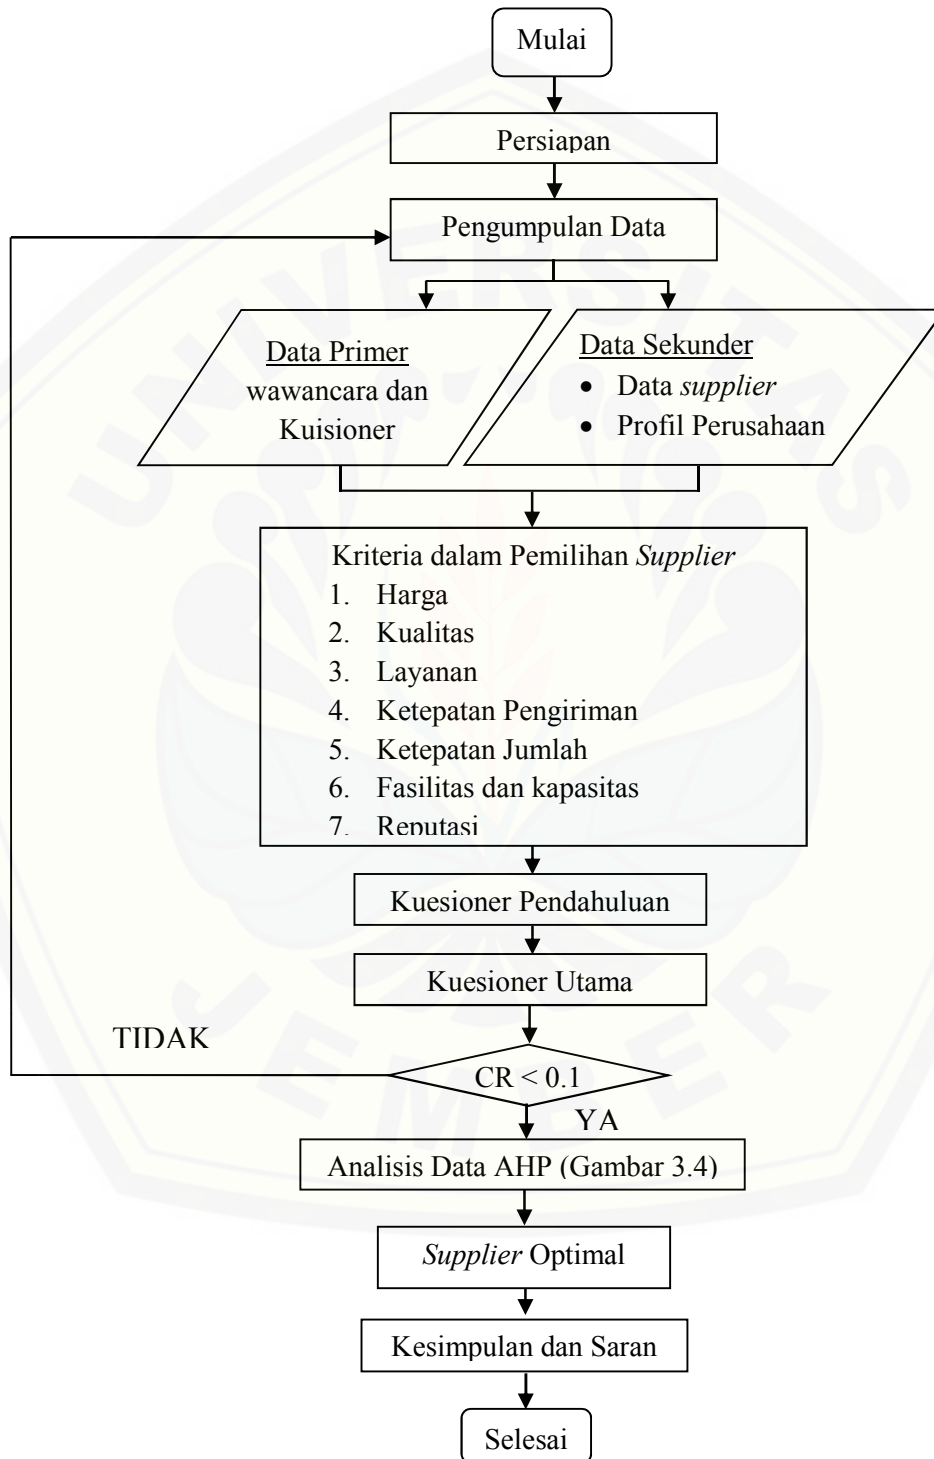 Mulai
Persiapan
Pengumpulan Data
Data Primer
wawancara dan
Kuisioner
Data Sekunder
• Data supplier
• Profil Perusahaan
Kriteria dalam Pemilihan Supplier
1. Harga
2. Kualitas
3. Layanan
4. Ketepatan Pengiriman
5. Ketepatan Jumlah
6. Fasilitas dan kapasitas
7. Reputasi
Kuesioner Pendahuluan
Kuesioner Utama
TIDAK
CR < 0.1
YA
Analisis Data AHP (Gambar 3.4)
Supplier Optimal
Kesimpulan dan Saran
Selesai
UNIVERSITAS
JEMBER